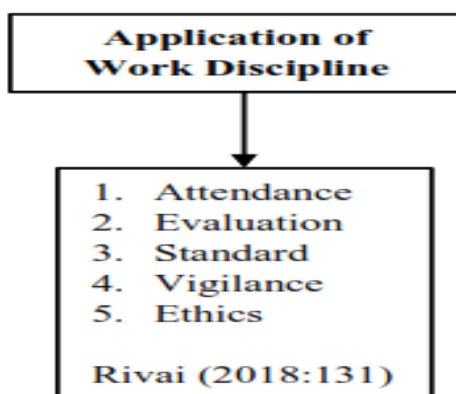 Application of
Work Discipline
1. Attendance
2. Evaluation
3. Standard
4. Vigilance
5. Ethics
Rivai (2018:131)